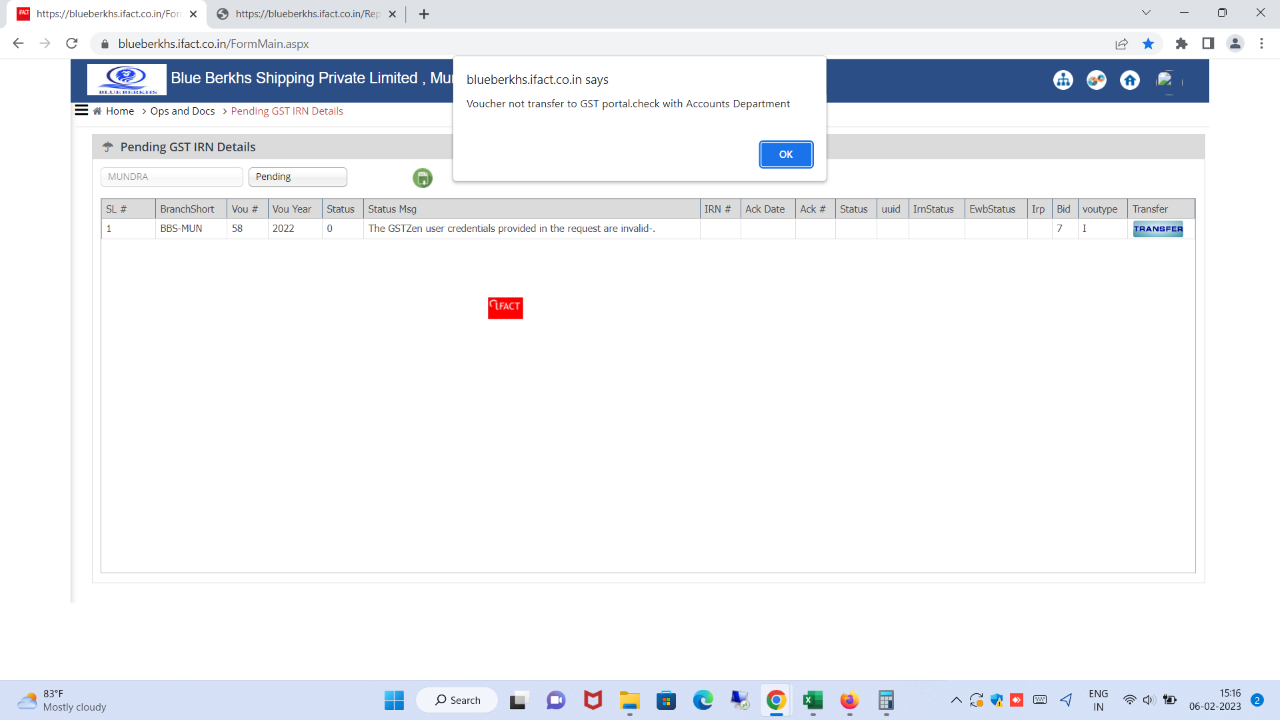 https://blueberkhs.ifact.co.in/For
https://blueberkhs.ifact.co.in/Rep
blueberkhs.ifact.co.in/FormMain.aspx
blueberkhs.ifact.co.in says
Voucher not transfer to GST portal.check with Accounts Department
OK
BLUEBERKHS
Blue Berkhs Shipping Private Limited , Mu
Home > Ops and Docs > Pending GST IRN Details
Pending GST IRN Details
MUNDRA Pending
SL # BranchShort Vou # Vou Year Status Status Msg IRN # Ack Date Ack # Status uuid IrnStatus EwbStatus Irp Bid voutype Transfer
1 BBS-MUN 58 2022 0 The GSTZen user credentials provided in the request are invalid-. 7 I TRANSFER
iFACT
83°F
Mostly cloudy
Search
ENG
IN
15:16
06-02-2023
2